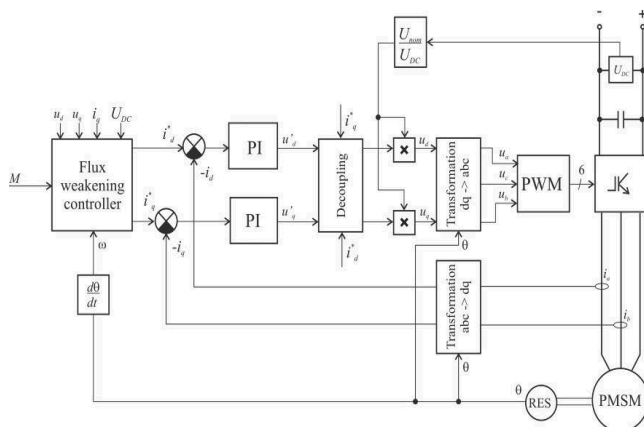 - +
U_nom
U_DC
U_DC
u_d u_q i_q U_DC
i*_d
-i_d
PI
u'_d
i*_q
Decoupling
u_d
Transformation
dq -> abc
u_a
u_c
u_b
PWM
6
M
Flux
weakening
controller
i*_q
-i_q
PI
u'_q
i*_d
u_q
θ
ω
dθ
dt
Transformation
abc -> dq
i_a
i_b
θ
θ
RES
PMSM